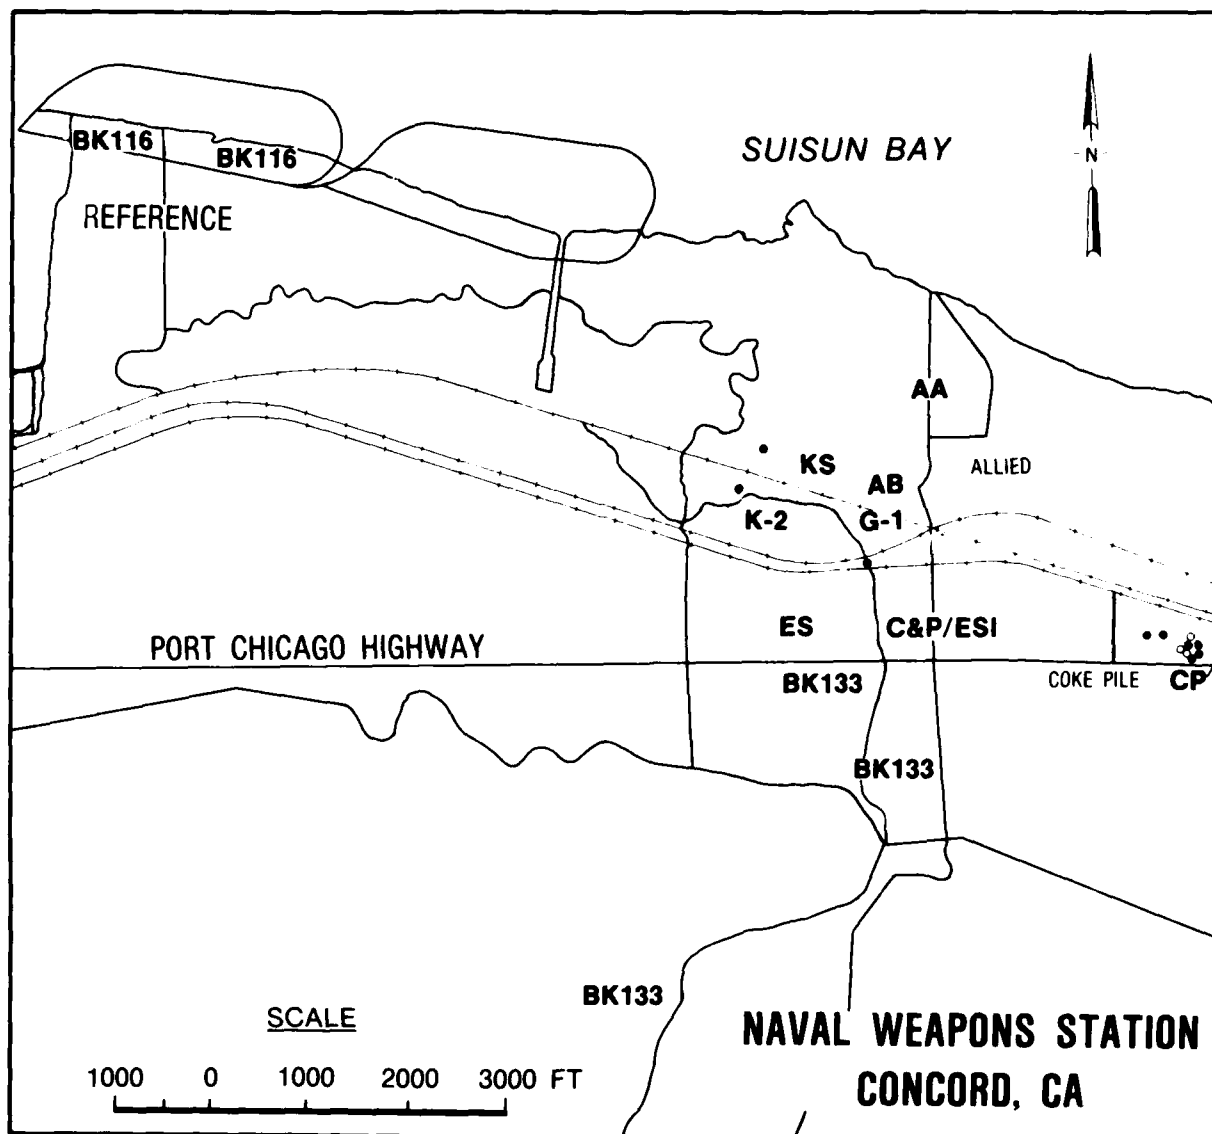 BK116
BK116
SUISUN BAY
N
REFERENCE
AA
KS
ALLIED
AB
K-2
G-1
ES
C&P/ESI
PORT CHICAGO HIGHWAY
BK133
COKE PILE
CP
BK133
BK133
SCALE
1000 0 1000 2000 3000 FT
NAVAL WEAPONS STATION
CONCORD, CA